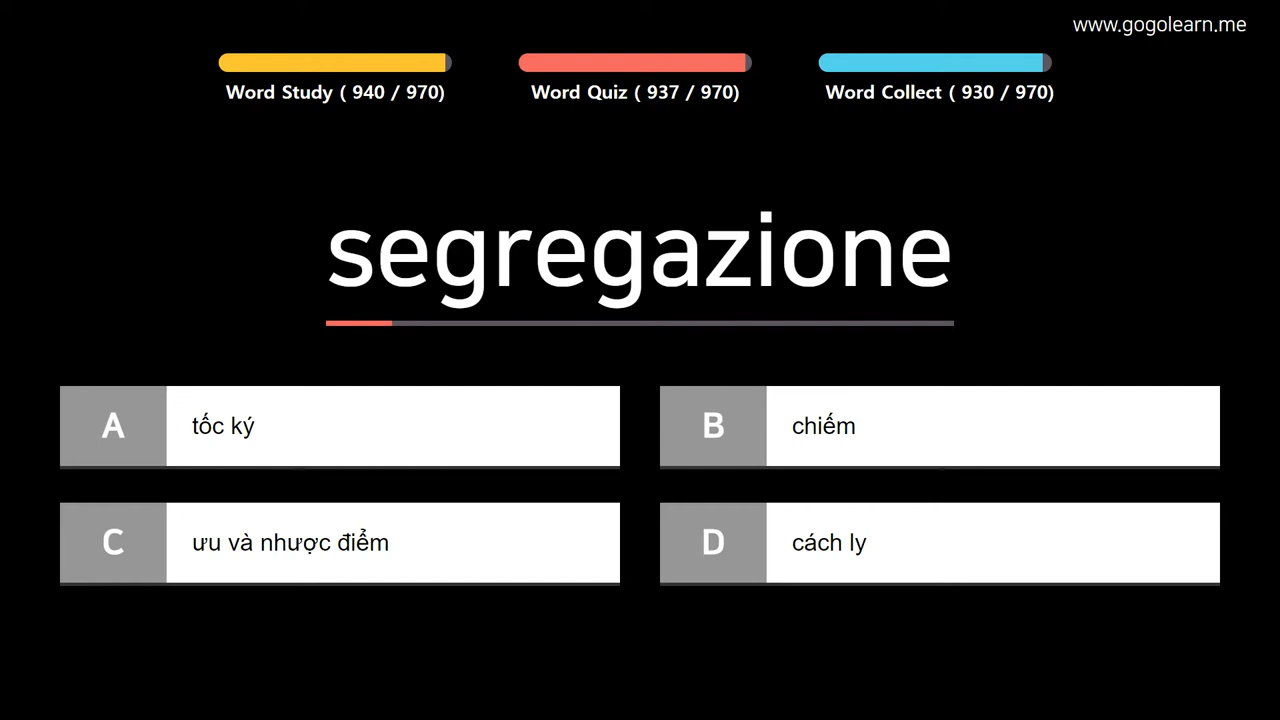 www.gogolearn.me
Word Study ( 940 / 970)
Word Quiz ( 937 / 970)
Word Collect ( 930 / 970)
segregazione
A tốc ký
B chiếm
C ưu và nhược điểm
D cách ly